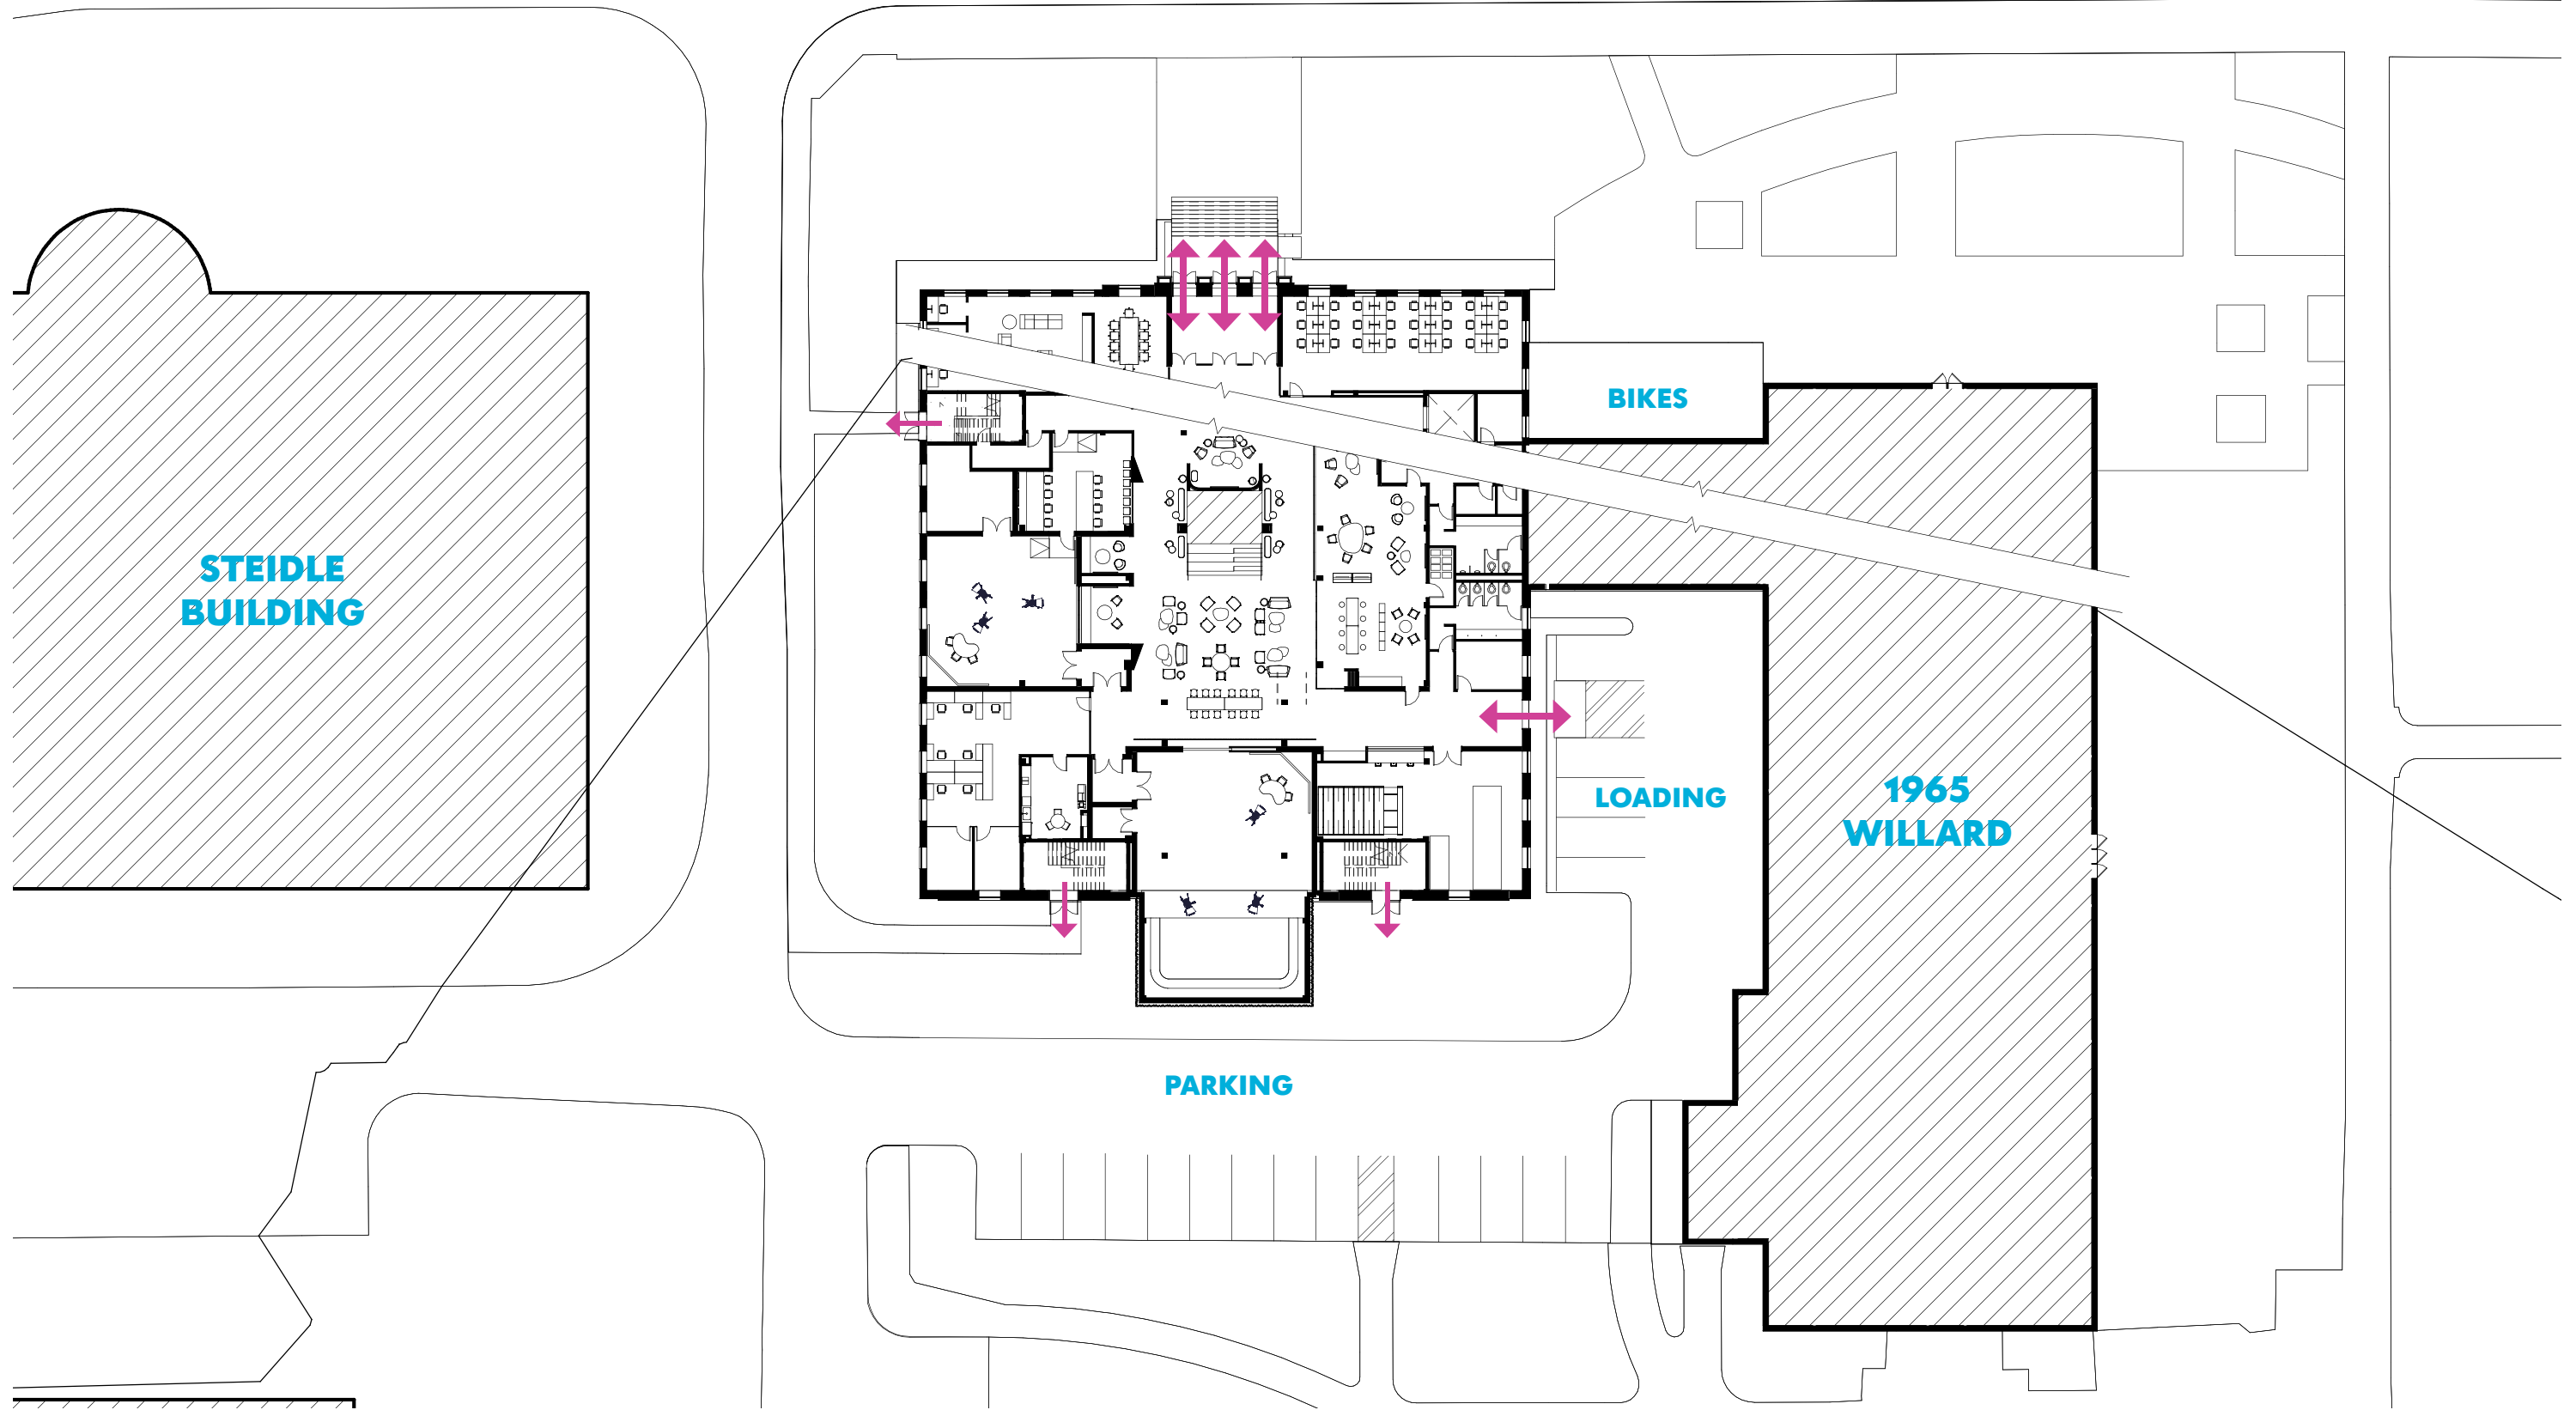 BIKES
STEIDLE
BUILDING
LOADING
1965
WILLARD
PARKING